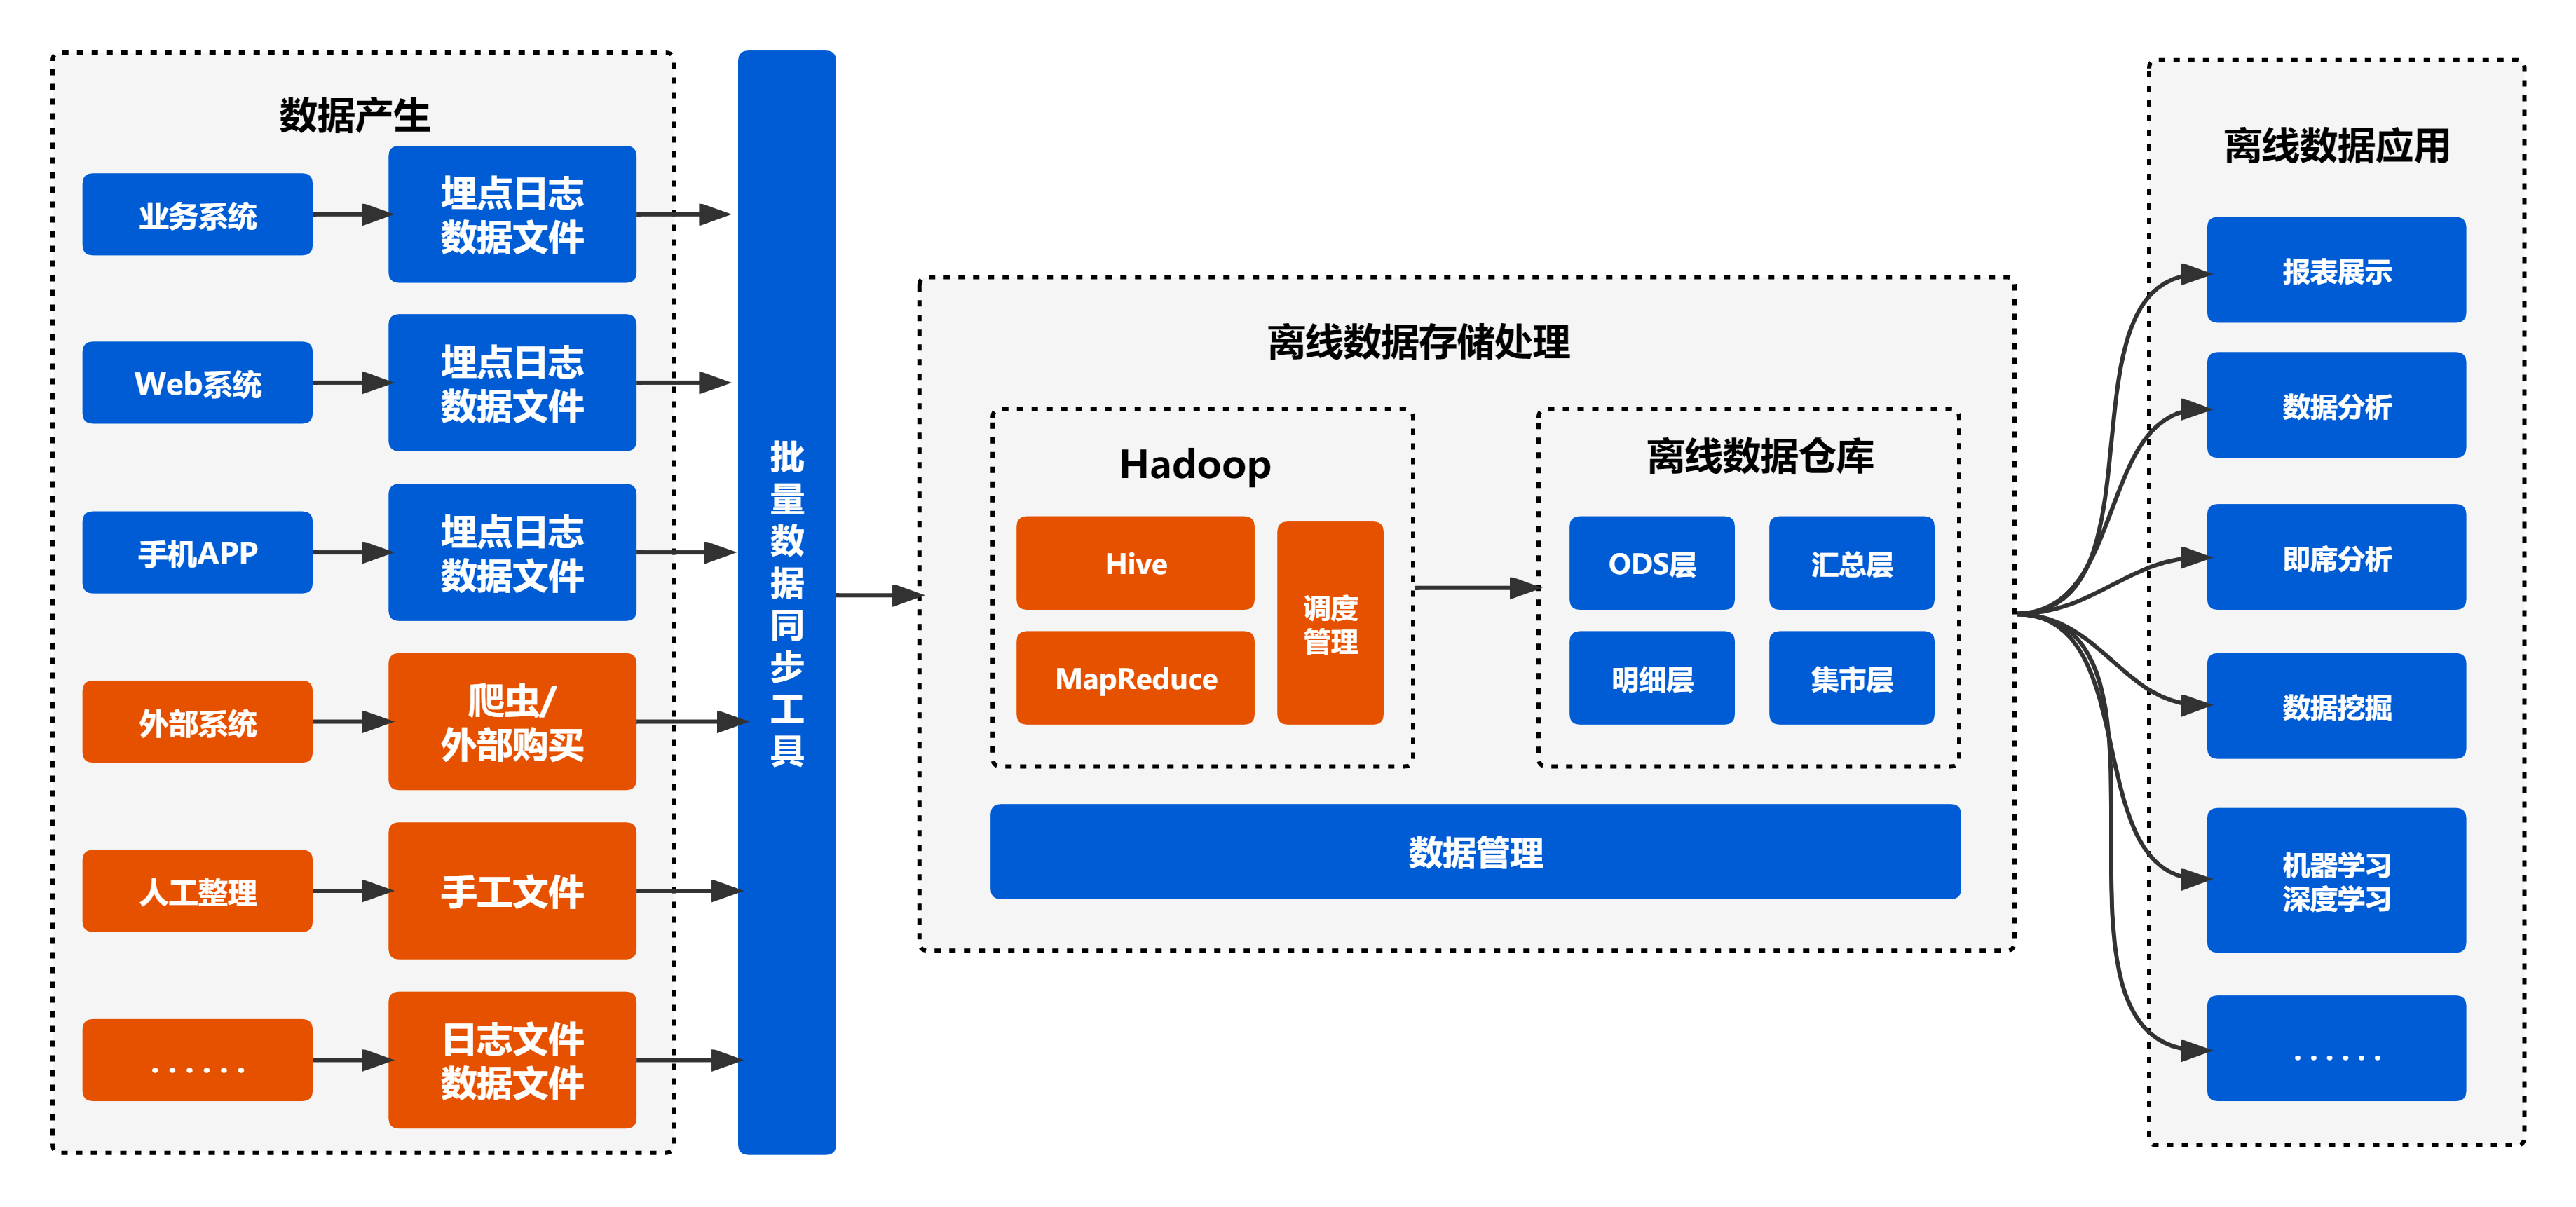 数据产生
业务系统
埋点日志
数据文件
Web系统
埋点日志
数据文件
手机APP
埋点日志
数据文件
外部系统
爬虫/
外部购买
人工整理
手工文件
......
日志文件
数据文件
批量数据同步工具
离线数据存储处理
Hadoop
Hive
MapReduce
调度
管理
离线数据仓库
ODS层
汇总层
明细层
集市层
数据管理
离线数据应用
报表展示
数据分析
即席分析
数据挖掘
机器学习
深度学习
......